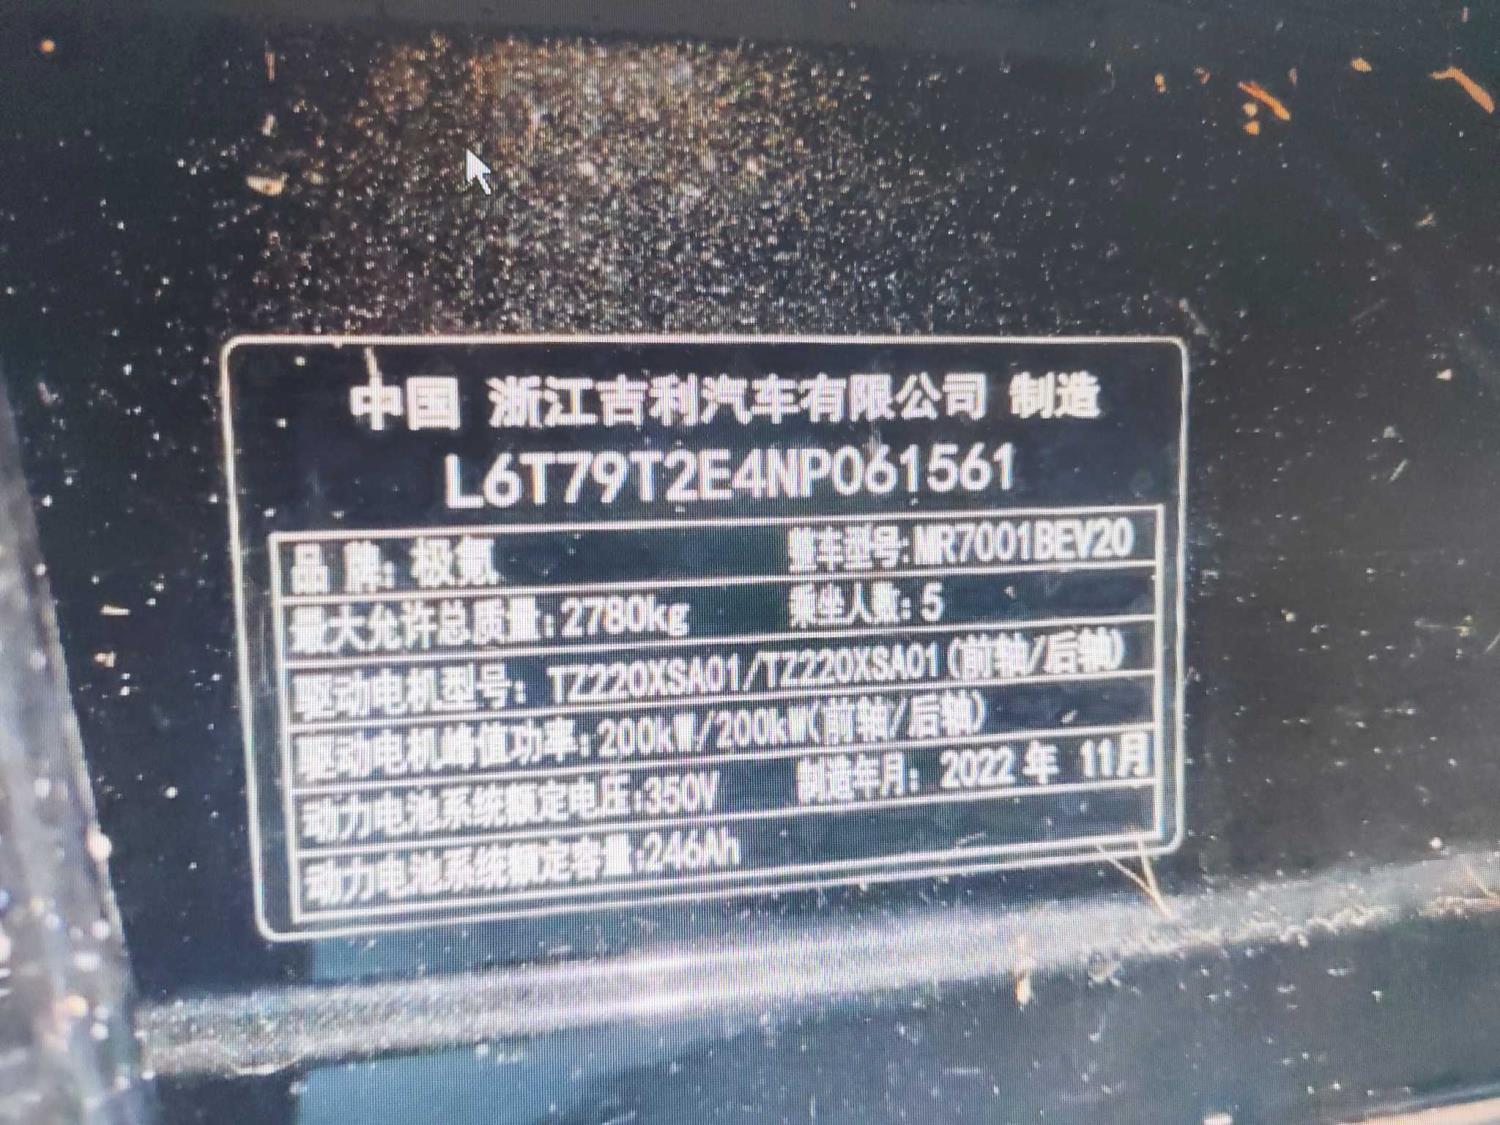 中国 浙江吉利汽车有限公司 制造
L6T79T2E4NP061561
品 牌: 极氪 整车型号:MR7001BEV20
最大允许总质量:2780kg 乘坐人数:5
驱动电机型号: TZ220XSA01/TZ220XSA01(前轴/后轴)
驱动电机峰值功率:200kW/200kW(前轴/后轴)
动力电池系统额定电压:350V 制造年月: 2022 年 11月
动力电池系统额定容量:246Ah